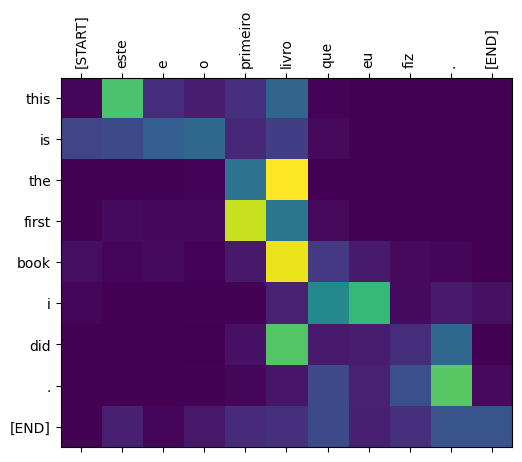 [START] este e o primeiro livro que eu fiz . [END]
this
is
the
first
book
i
did
.
[END]